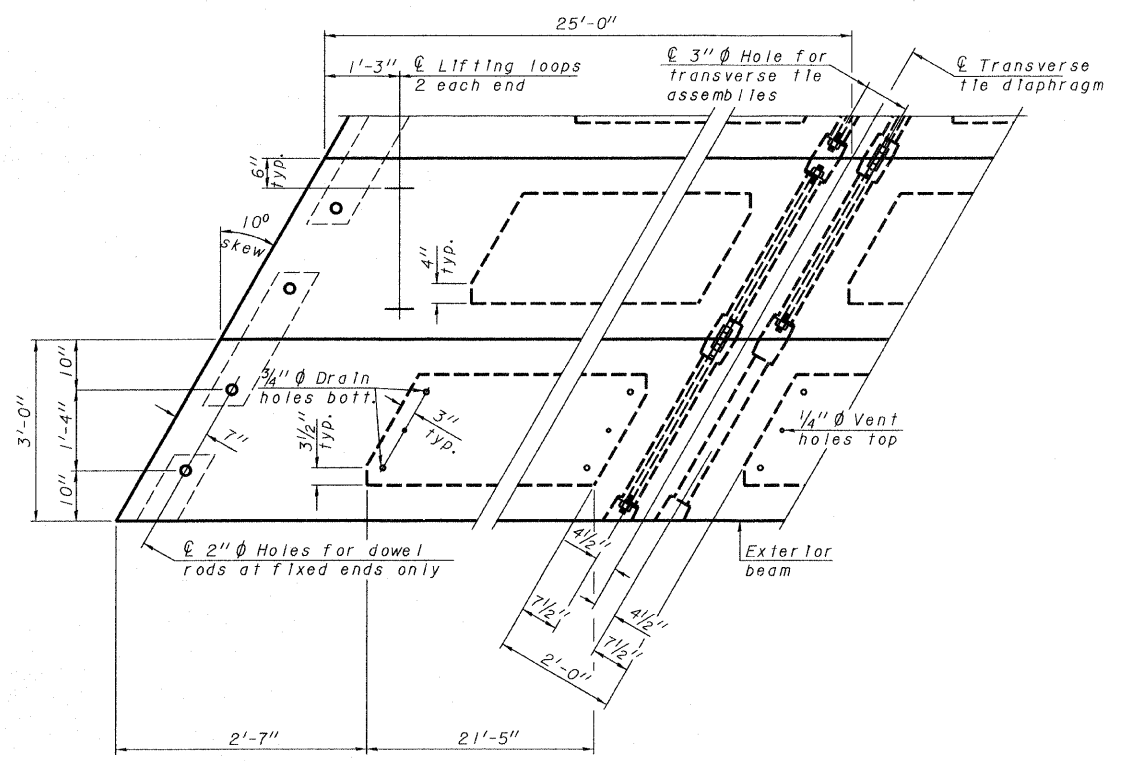 25'-0"
1'-3"
℄ Lifting loops
2 each end
℄ 3" φ Hole for
transverse tie
assemblies
℄ Transverse
tie diaphragm
6"
typ.
10°
skew
4"
typ.
3'-0"
10"
1'-4"
10"
7"
3/4" φ Drain
holes bott.
3 1/2"
typ.
3"
typ.
1/4" φ Vent
holes top
℄ 2" φ Holes for dowel
rods at fixed ends only
Exterior
beam
4 1/2"
7 1/2"
4 1/2"
7 1/2"
2'-0"
2'-7"
21'-5"